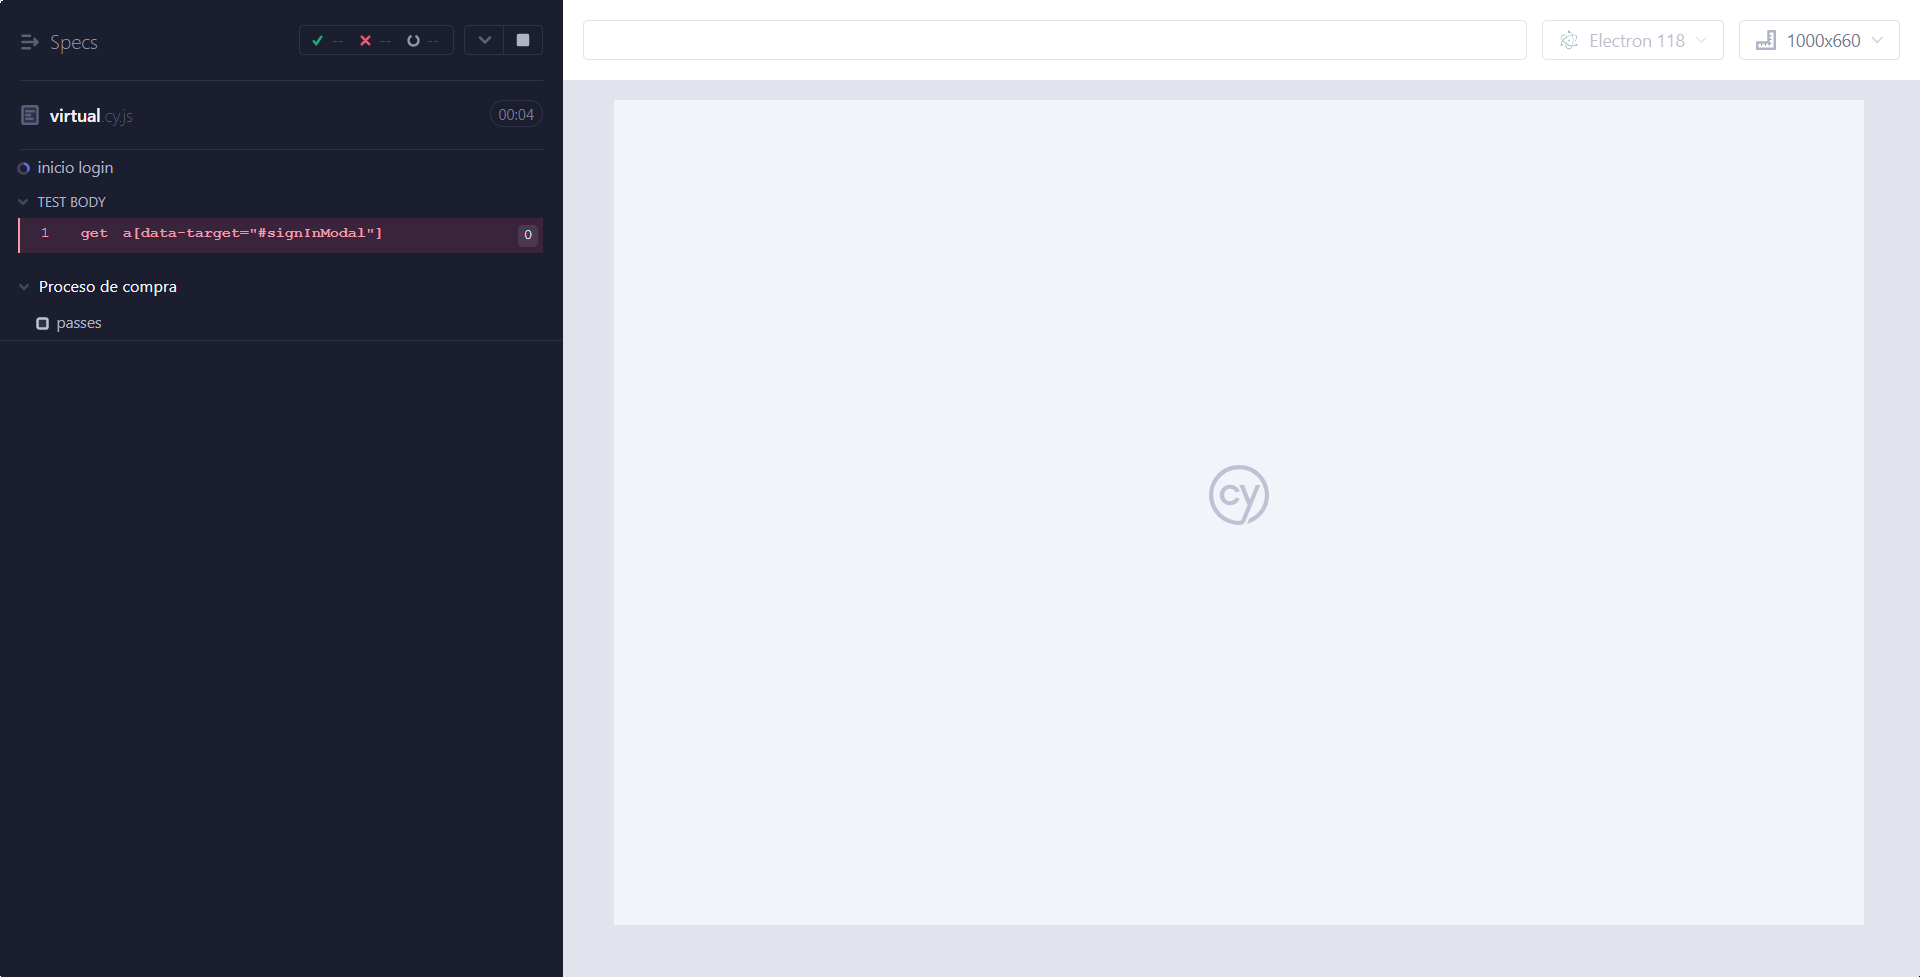 Specs
-- -- --
Electron 118
1000x660
virtual.cy.js
00:04
inicio login
TEST BODY
1 get a[data-target="#signInModal"] 0
Proceso de compra
passes
cy